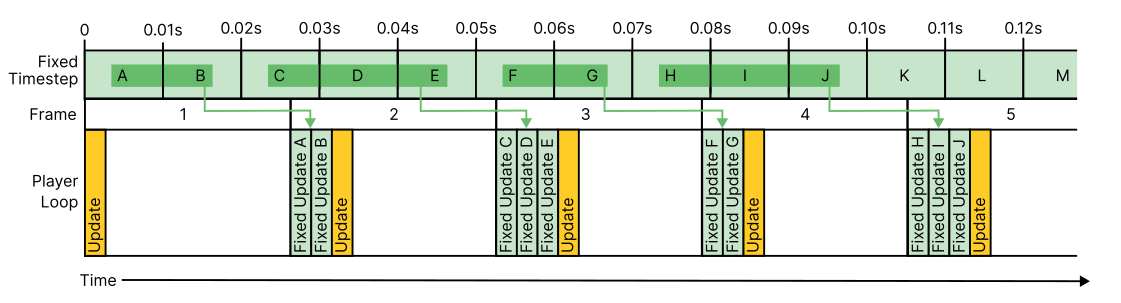 0 0.01s 0.02s 0.03s 0.04s 0.05s 0.06s 0.07s 0.08s 0.09s 0.10s 0.11s 0.12s
Fixed
Timestep
A B C D E F G H I J K L M
Frame 1 2 3 4 5
Player
Loop
Update
Fixed Update A
Fixed Update B
Update
Fixed Update C
Fixed Update D
Fixed Update E
Update
Fixed Update F
Fixed Update G
Update
Fixed Update H
Fixed Update I
Fixed Update J
Update
Time